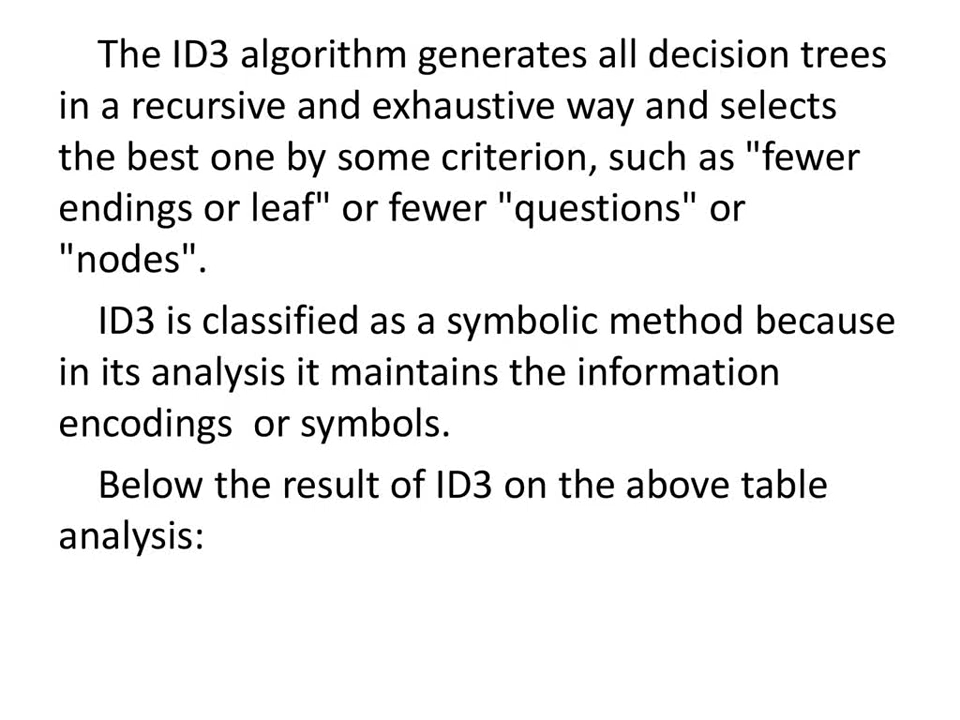 The ID3 algorithm generates all decision trees
in a recursive and exhaustive way and selects
the best one by some criterion, such as "fewer
endings or leaf" or fewer "questions" or
"nodes".
ID3 is classified as a symbolic method because
in its analysis it maintains the information
encodings  or symbols.
Below the result of ID3 on the above table
analysis: